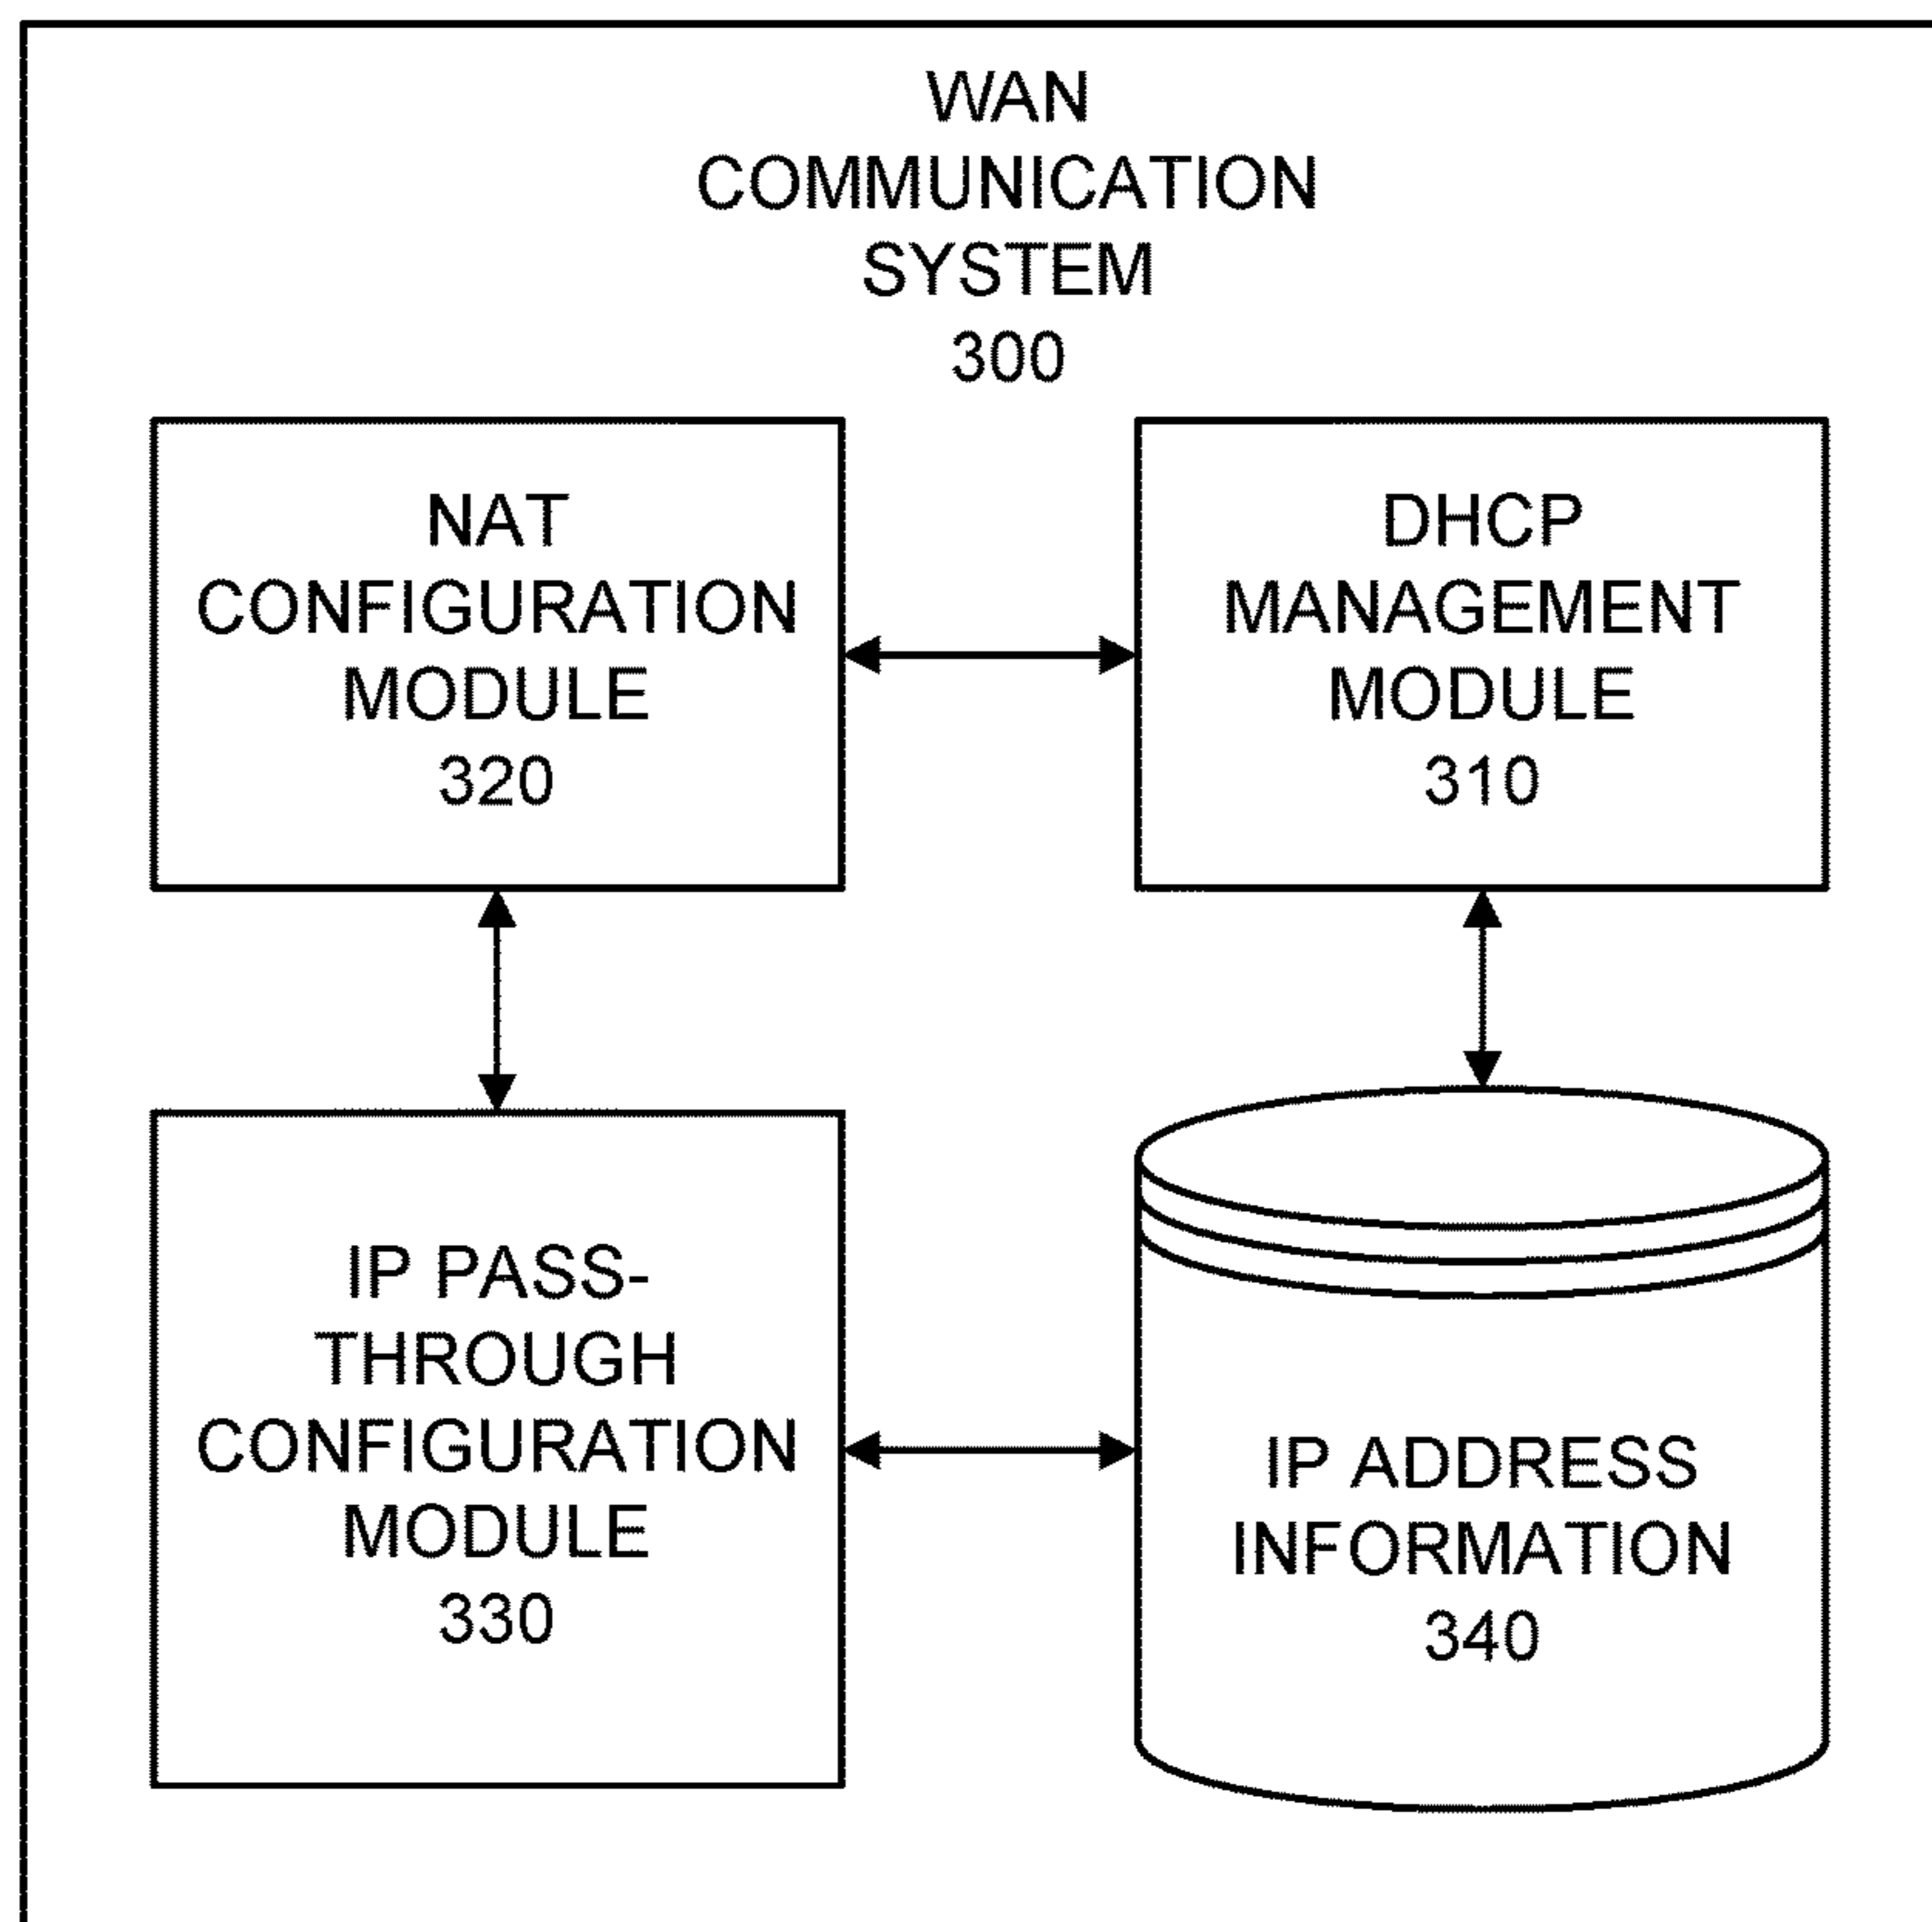 WAN
COMMUNICATION
SYSTEM
300
NAT
CONFIGURATION
MODULE
320
DHCP
MANAGEMENT
MODULE
310
IP PASS-
THROUGH
CONFIGURATION
MODULE
330
IP ADDRESS
INFORMATION
340